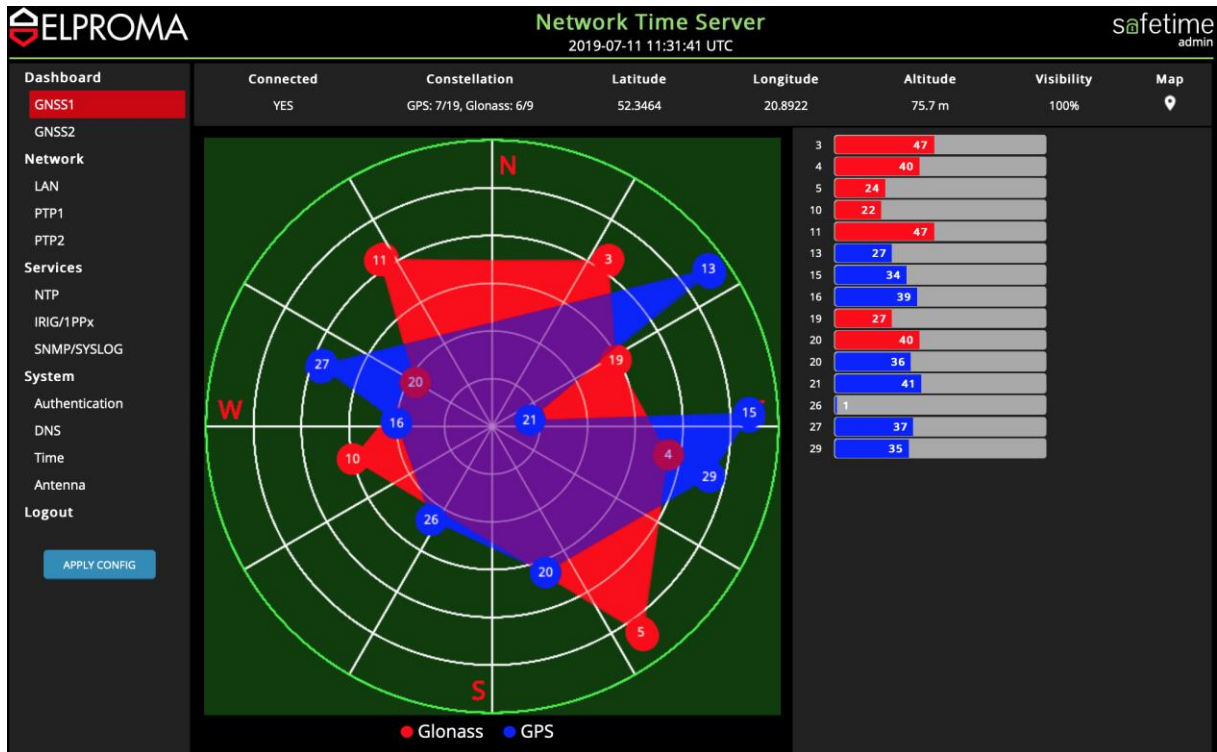 ELPROMA
Network Time Server
2019-07-11 11:31:41 UTC
safetime
admin
Dashboard
GNSS1
GNSS2
Network
LAN
PTP1
PTP2
Services
NTP
IRIG/1PPx
SNMP/SYSLOG
System
Authentication
DNS
Time
Antenna
Logout
APPLY CONFIG
Connected Constellation Latitude Longitude Altitude Visibility Map
YES GPS: 7/19, Glonass: 6/9 52.3464 20.8922 75.7 m 100%
N
11 3 13
27 19
20
W 16 21 15
10 4
29
26
20
5
S
Glonass GPS
3 47
4 40
5 24
10 22
11 47
13 27
15 34
16 39
19 27
20 40
20 36
21 41
26 1
27 37
29 35